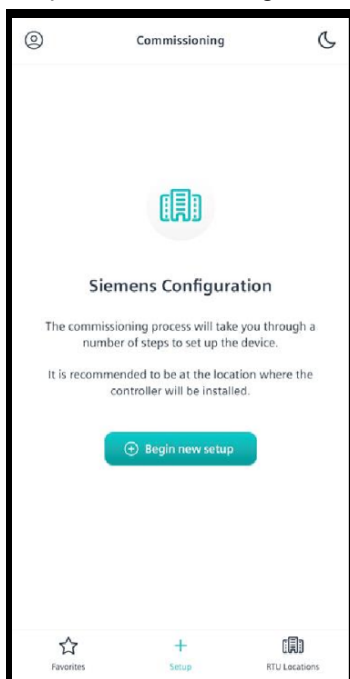 Commissioning
Siemens Configuration
The commissioning process will take you through a
number of steps to set up the device.
It is recommended to be at the location where the
controller will be installed.
Begin new setup
Favorites
Setup
RTU Locations